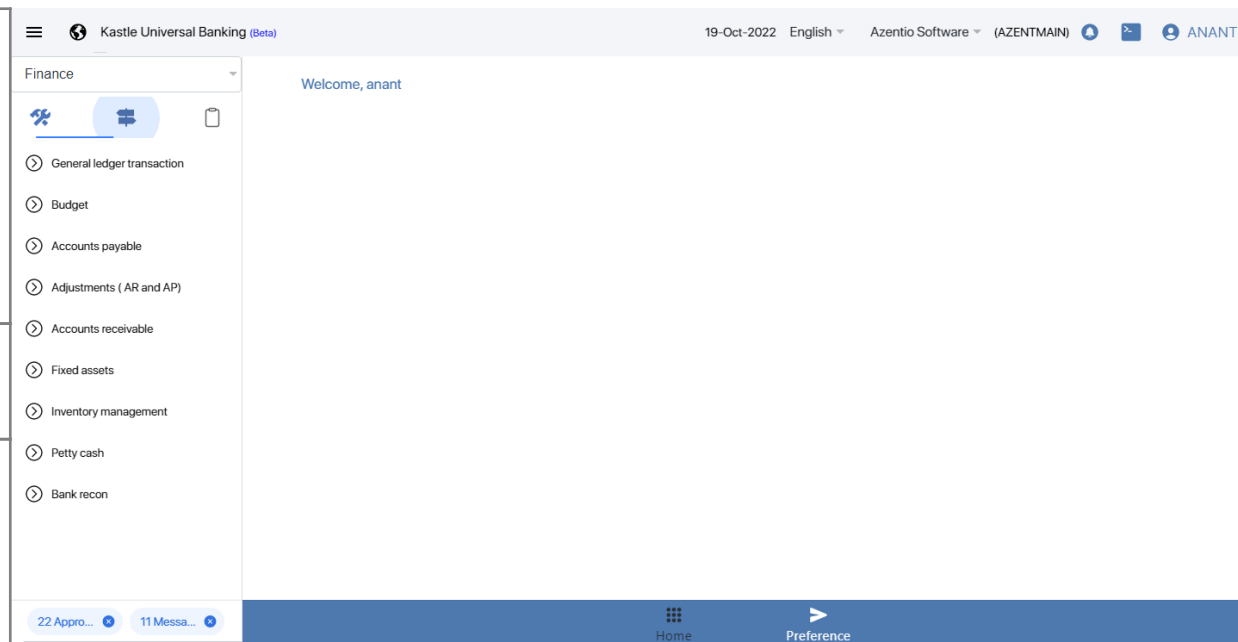 Kastle Universal Banking (Beta)
19-Oct-2022 English Azentio Software (AZENTMAIN) ANANT
Finance
Welcome, anant
General ledger transaction
Budget
Accounts payable
Adjustments ( AR and AP)
Accounts receivable
Fixed assets
Inventory management
Petty cash
Bank recon
22 Appro... 11 Messa...
Home Preference